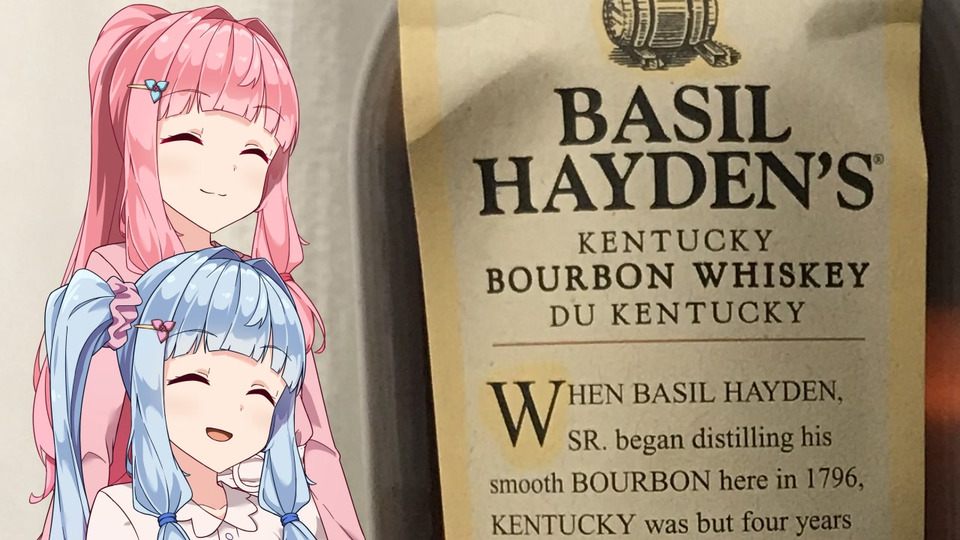 BASIL
HAYDEN'S®
KENTUCKY
BOURBON WHISKEY
DU KENTUCKY
WHEN BASIL HAYDEN,
SR. began distilling his
smooth BOURBON here in 1796,
KENTUCKY was but four years